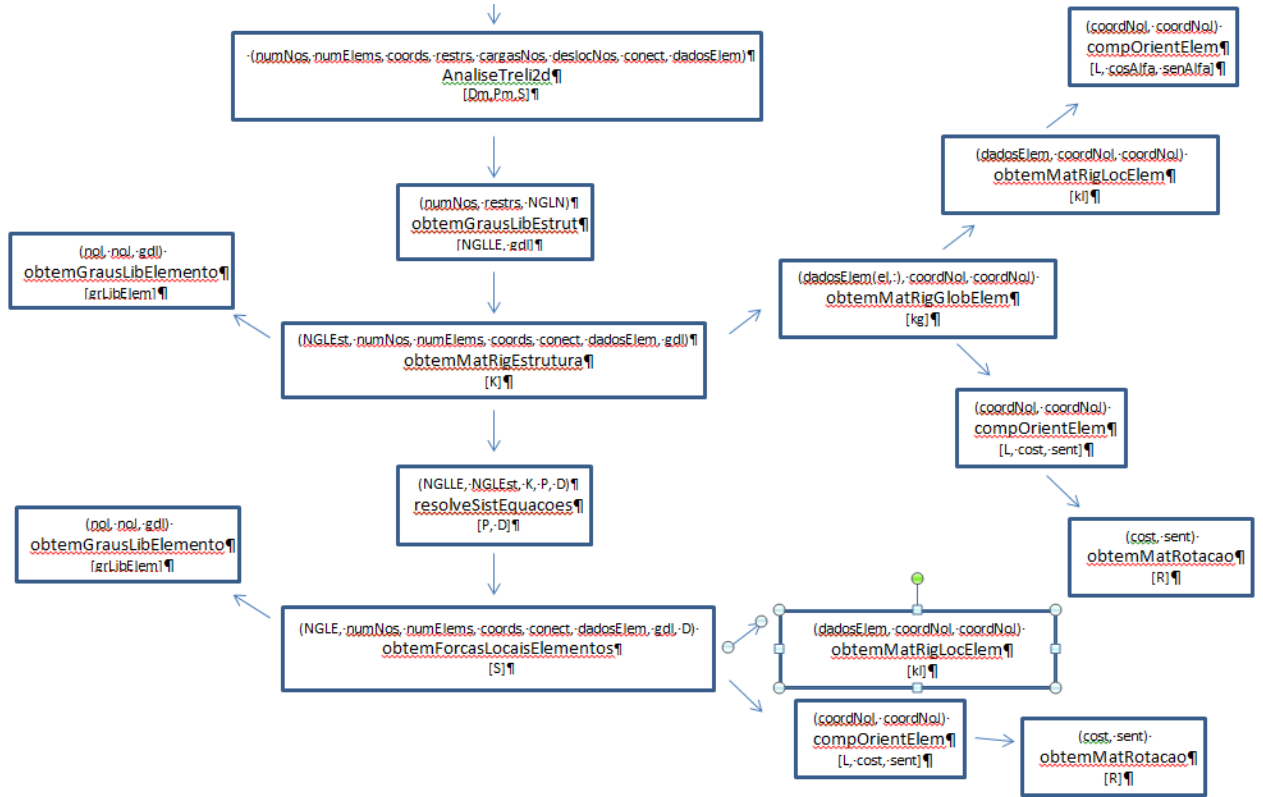 (numNos, numElems, coords, restrs, cargasNos, deslocNos, conect, dadosElem)¶
AnaliseTreli2d¶
[Dm,Pm,S]¶
(numNos, restrs, NGLN)¶
obtemGrausLibEstrut¶
[NGLLE, gdl]¶
(noI, noJ, gdl)
obtemGrausLibElemento¶
[grLibElem]¶
(NGLEst, numNos, numElems, coords, conect, dadosElem, gdl)¶
obtemMatRigEstrutura¶
[K]¶
(NGLLE, NGLEst, K, P, D)¶
resolveSistEquacoes¶
[P, D]¶
(noI, noJ, gdl)
obtemGrausLibElemento¶
[grLibElem]¶
(NGLE, numNos, numElems, coords, conect, dadosElem, gdl, D)
obtemForcasLocaisElementos¶
[S]¶
(coordNoI, coordNoJ)
compOrientElem¶
[L, cosAlfa, senAlfa]¶
(dadosElem, coordNoI, coordNoJ)
obtemMatRigLocElem¶
[kl]¶
(dadosElem(el,:), coordNoI, coordNoJ)
obtemMatRigGlobElem¶
[kg]¶
(coordNoI, coordNoJ)
compOrientElem¶
[L, cost, sent]¶
(cost, sent)
obtemMatRotacao¶
[R]¶
(dadosElem, coordNoI, coordNoJ)
obtemMatRigLocElem¶
[kl]¶
(coordNoI, coordNoJ)
compOrientElem¶
[L, cost, sent]¶
(cost, sent)
obtemMatRotacao¶
[R]¶